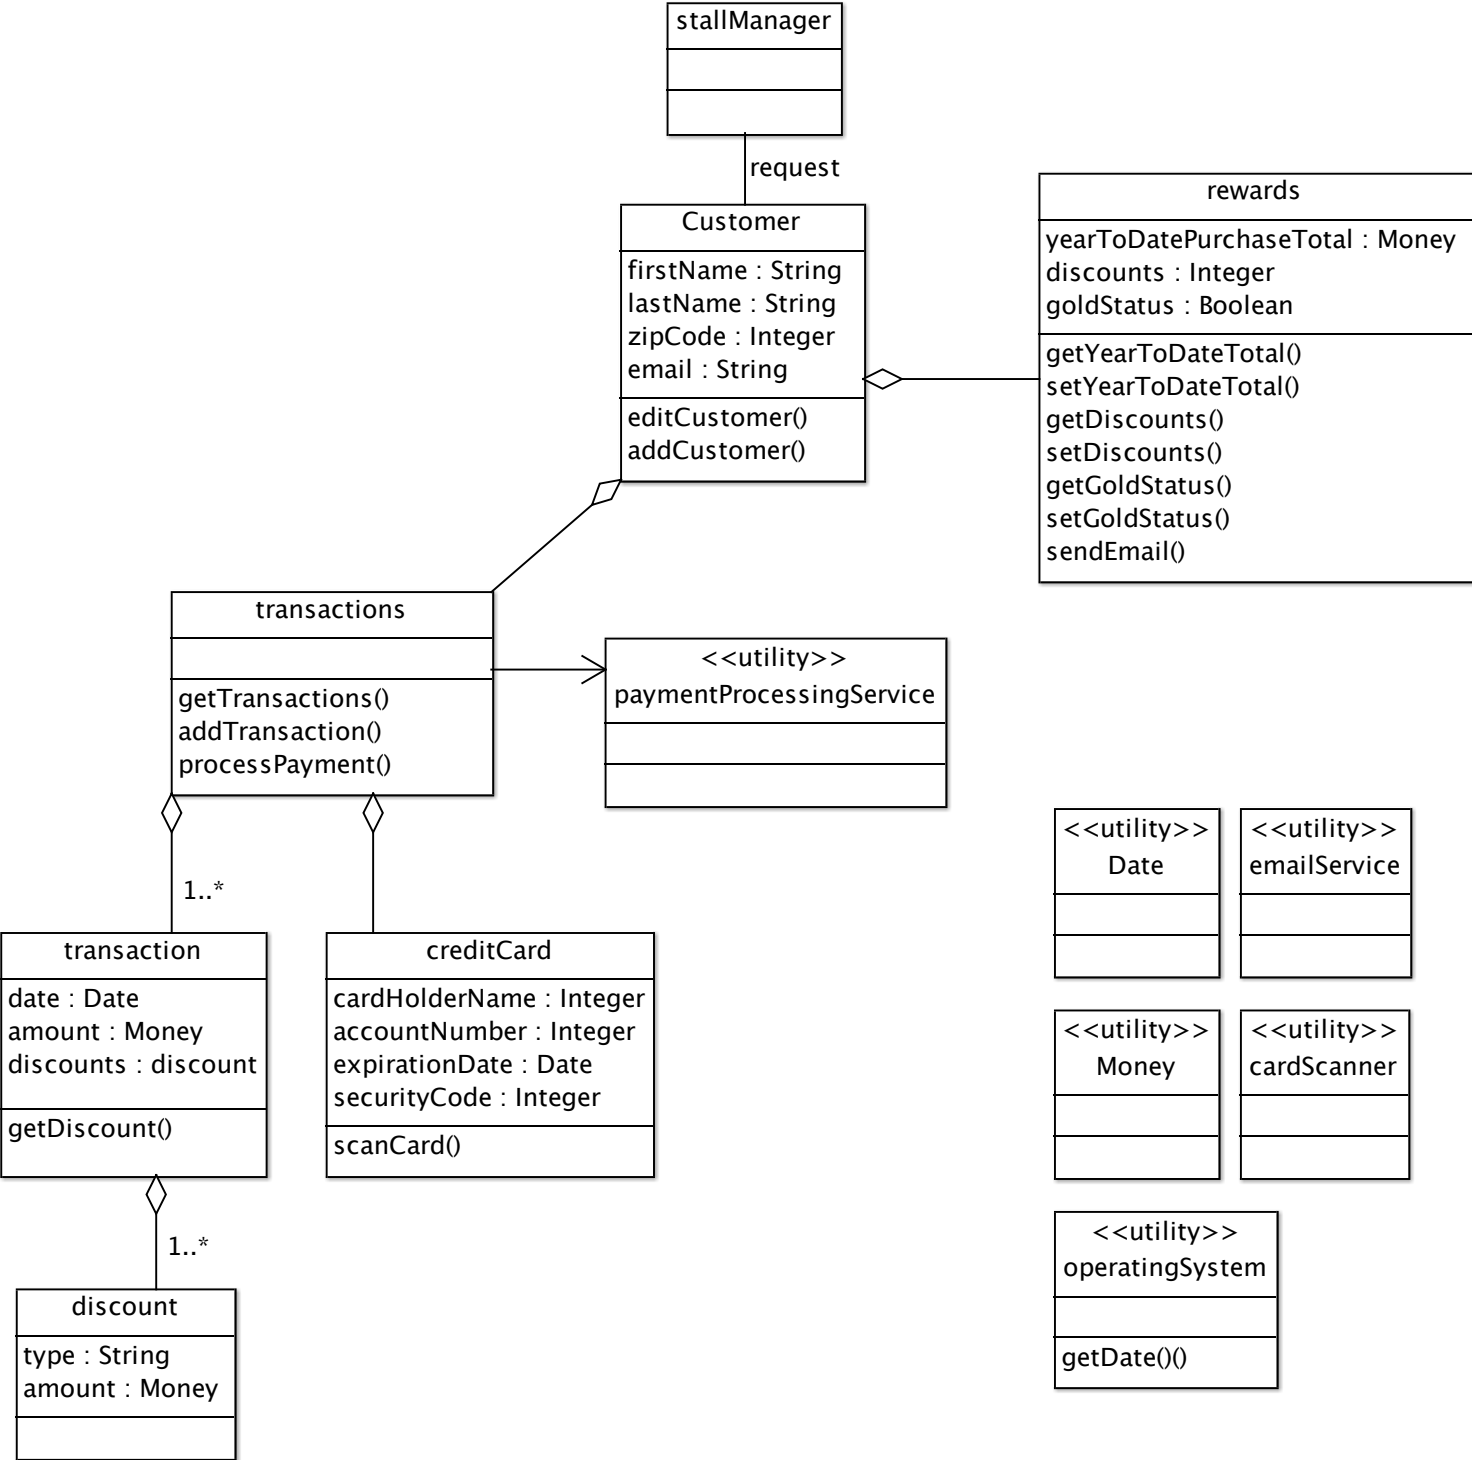 stallManager
request
Customer
firstName : String
lastName : String
zipCode : Integer
email : String
editCustomer()
addCustomer()
rewards
yearToDatePurchaseTotal : Money
discounts : Integer
goldStatus : Boolean
getYearToDateTotal()
setYearToDateTotal()
getDiscounts()
setDiscounts()
getGoldStatus()
setGoldStatus()
sendEmail()
transactions
getTransactions()
addTransaction()
processPayment()
<<utility>>
paymentProcessingService
1..*
transaction
date : Date
amount : Money
discounts : discount
getDiscount()
creditCard
cardHolderName : Integer
accountNumber : Integer
expirationDate : Date
securityCode : Integer
scanCard()
1..*
discount
type : String
amount : Money
<<utility>>
Date
<<utility>>
emailService
<<utility>>
Money
<<utility>>
cardScanner
<<utility>>
operatingSystem
getDate()()